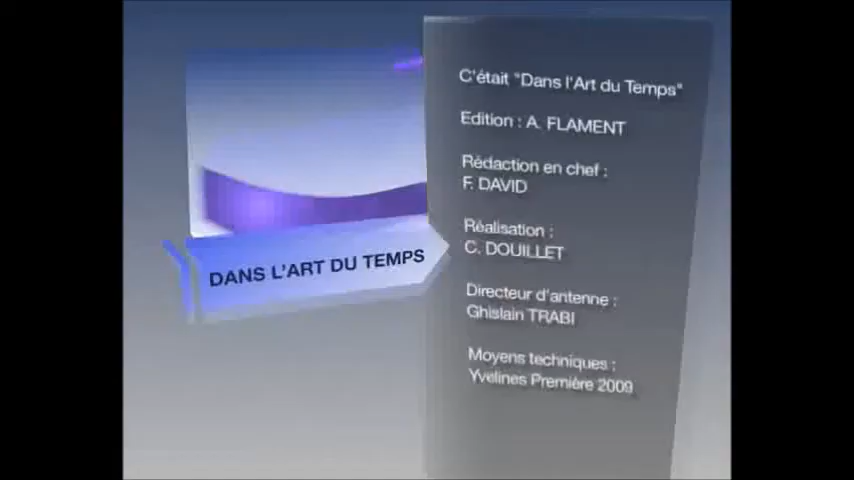 C'était "Dans l'Art du Temps"
Edition : A. FLAMENT
Rédaction en chef :
F. DAVID
Réalisation :
C. DOUILLET
Directeur d'antenne :
Ghislain TRABI
Moyens techniques :
Yvelines Première 2009
DANS L'ART DU TEMPS